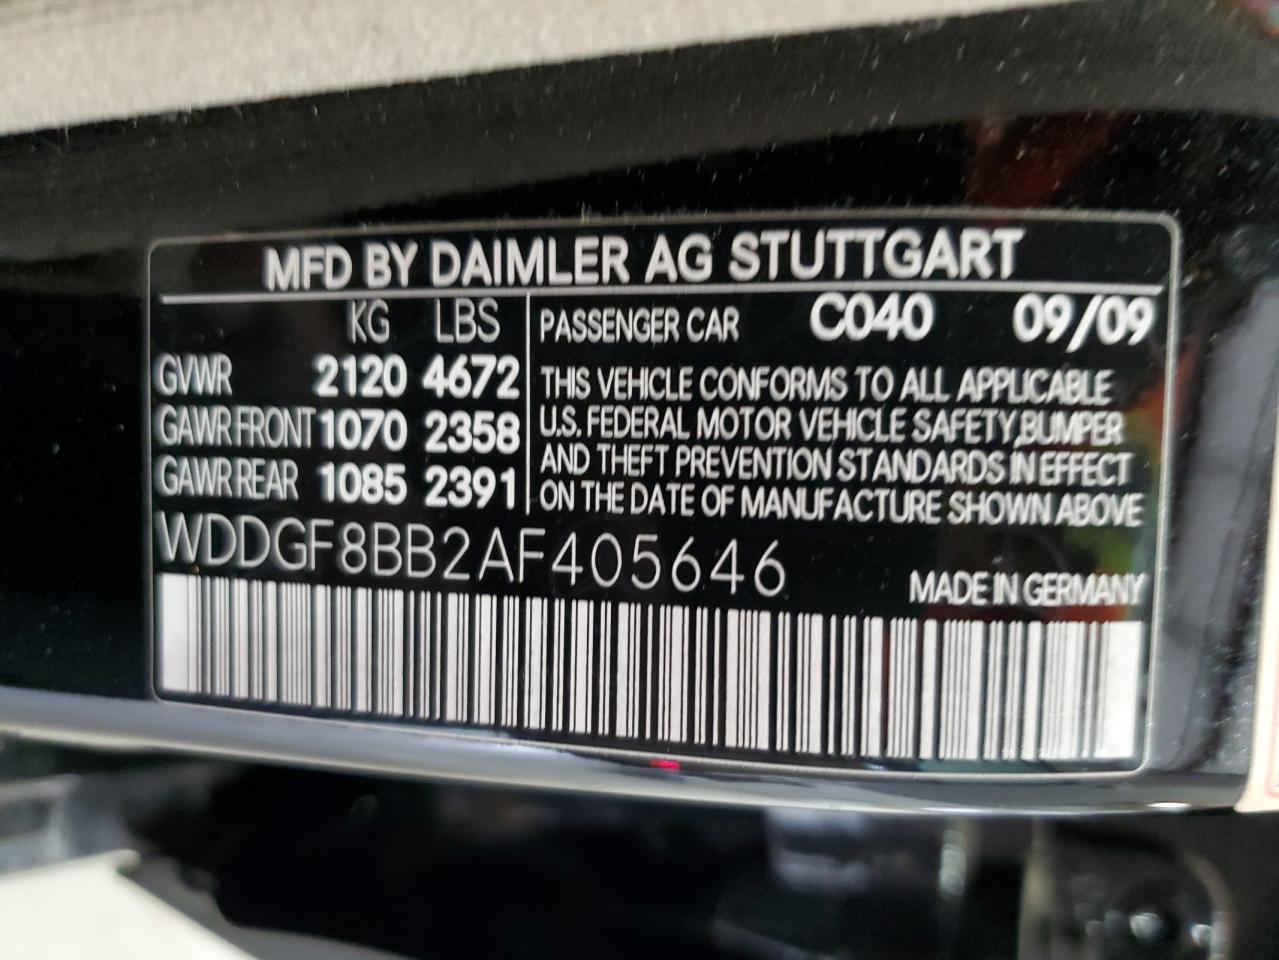 MFD BY DAIMLER AG STUTTGART
KG LBS
GVWR 2120 4672
GAWR FRONT 1070 2358
GAWR REAR 1085 2391
PASSENGER CAR C040 09/09
THIS VEHICLE CONFORMS TO ALL APPLICABLE
U.S. FEDERAL MOTOR VEHICLE SAFETY,BUMPER
AND THEFT PREVENTION STANDARDS IN EFFECT
ON THE DATE OF MANUFACTURE SHOWN ABOVE
WDDGF8BB2AF405646
MADE IN GERMANY